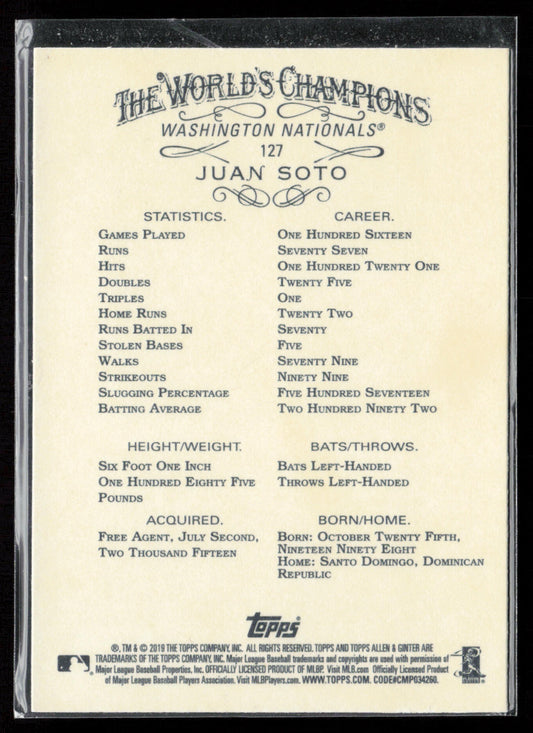 THE WORLD'S CHAMPIONS
WASHINGTON NATIONALS®
127
JUAN SOTO
STATISTICS. CAREER.
GAMES PLAYED ONE HUNDRED SIXTEEN
RUNS SEVENTY SEVEN
HITS ONE HUNDRED TWENTY ONE
DOUBLES TWENTY FIVE
TRIPLES ONE
HOME RUNS TWENTY TWO
RUNS BATTED IN SEVENTY
STOLEN BASES FIVE
WALKS SEVENTY NINE
STRIKEOUTS NINETY NINE
SLUGGING PERCENTAGE FIVE HUNDRED SEVENTEEN
BATTING AVERAGE TWO HUNDRED NINETY TWO
HEIGHT/WEIGHT. BATS/THROWS.
SIX FOOT ONE INCH BATS LEFT-HANDED
ONE HUNDRED EIGHTY FIVE THROWS LEFT-HANDED
POUNDS
ACQUIRED. BORN/HOME.
FREE AGENT, JULY SECOND, BORN: OCTOBER TWENTY FIFTH,
TWO THOUSAND FIFTEEN NINETEEN NINETY EIGHT
HOME: SANTO DOMINGO, DOMINICAN
REPUBLIC
Topps
®, TM & © 2019 THE TOPPS COMPANY, INC. ALL RIGHTS RESERVED. TOPPS AND TOPPS ALLEN & GINTER ARE
TRADEMARKS OF THE TOPPS COMPANY, INC. Major League Baseball trademarks and copyrights are used with permission of
Major League Baseball Properties, Inc. OFFICIALLY LICENSED PRODUCT OF MLBP. Visit MLB.com Officially Licensed Product
of Major League Baseball Players Association. Visit MLBPlayers.com. WWW.TOPPS.COM. CODE#CMP034260.